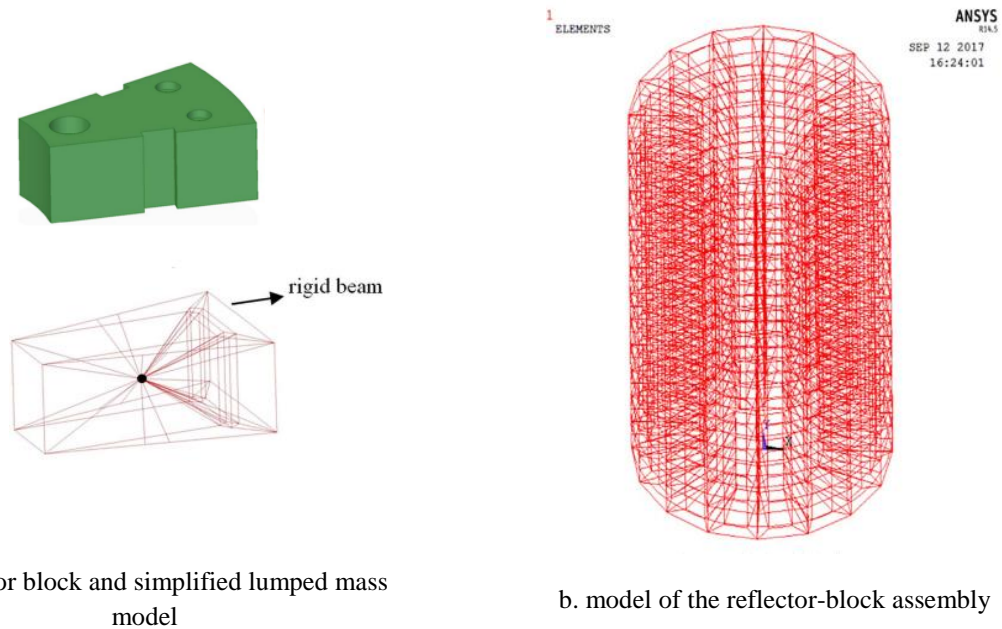 1
ELEMENTS
ANSYS
R14.5
SEP 12 2017
16:24:01
rigid beam
X
or block and simplified lumped mass
model
b. model of the reflector-block assembly